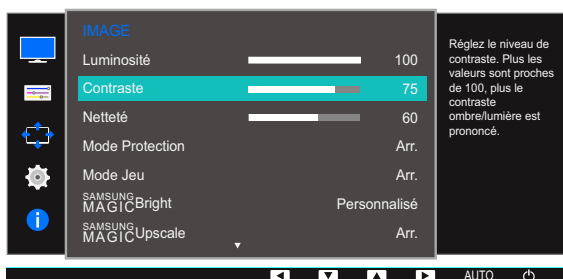 IMAGE
Luminosité 100
Contraste 75
Netteté 60
Mode Protection Arr.
Mode Jeu Arr.
SAMSUNG
MAGICBright Personnalisé
SAMSUNG
MAGICUpscale Arr.
Réglez le niveau de
contraste. Plus les
valeurs sont proches
de 100, plus le
contraste
ombre/lumière est
prononcé.
AUTO